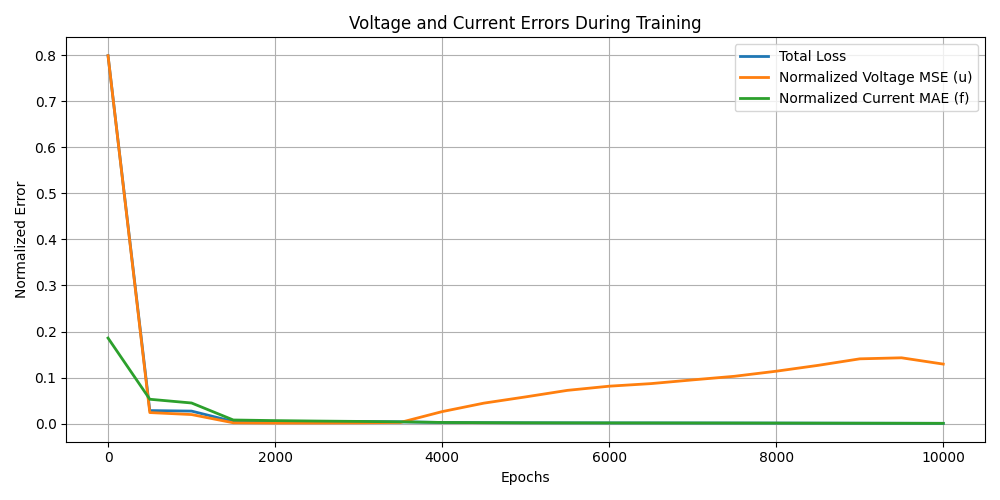 Voltage and Current Errors During Training
Total Loss
Normalized Voltage MSE (u)
Normalized Current MAE (f)
Normalized Error
0.8
0.7
0.6
0.5
0.4
0.3
0.2
0.1
0.0
0 2000 4000 6000 8000 10000
Epochs